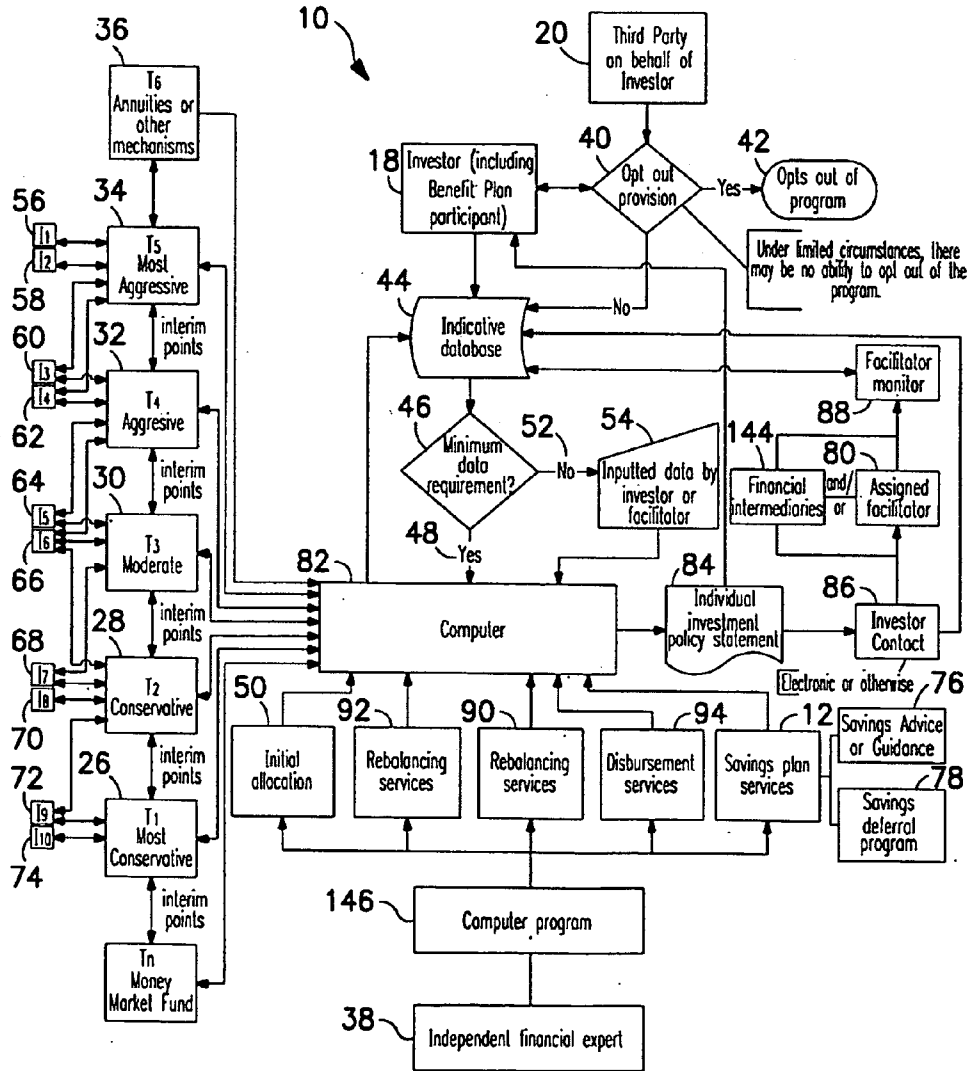 10
36
T6
Annuities or
other
mechanisms
20
Third Party
on behalf of
Investor
18
Investor (including
Benefit Plan
participant)
40
Opt out
provision
Yes
42
Opts out of
program
Under limited circumstances, there
may be no ability to opt out of the
program.
No
34
T5
Most
Aggressive
56
I1
I2
58
interim
points
60
I3
I4
62
32
T4
Aggresive
interim
points
64
I5
I6
66
30
T3
Moderate
interim
points
68
I7
I8
70
28
T2
Conservative
interim
points
72
I9
I10
74
26
T1
Most
Conservative
interim
points
Tn
Money
Market Fund
44
Indicative
database
46
Minimum
data
requirement?
52
No
54
Inputted data by
investor or
facilitator
48
Yes
82
Computer
84
Individual
investment
policy statement
Facilitator
monitor
88
144
Financial
intermediaries
and/
or
80
Assigned
facilitator
86
Investor
Contact
Electronic or otherwise
50
Initial
allocation
92
Rebalancing
services
90
Rebalancing
services
94
Disbursement
services
12
Savings plan
services
76
Savings Advice
or Guidance
78
Savings
deferral
program
146
Computer program
38
Independent financial expert